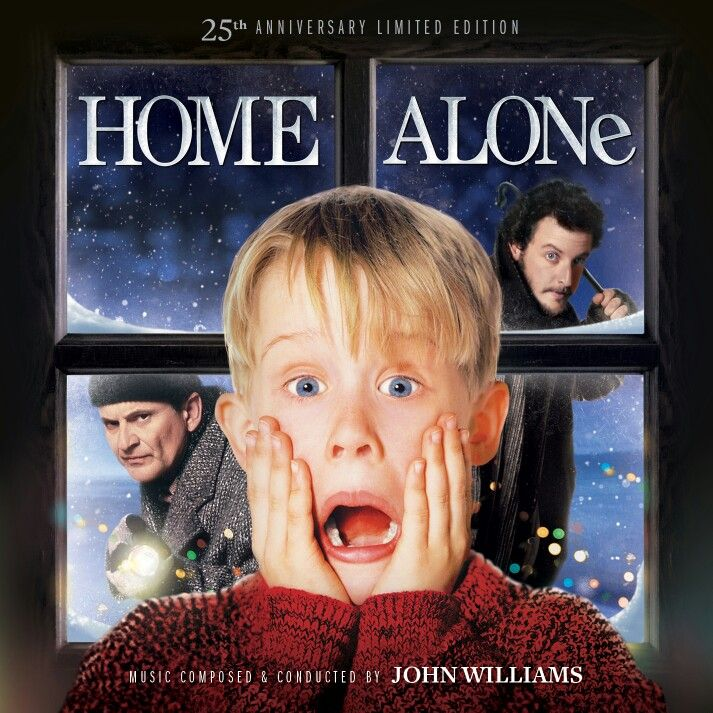 25th ANNIVERSARY LIMITED EDITION
HOME ALONe
MUSIC COMPOSED & CONDUCTED BY JOHN WILLIAMS